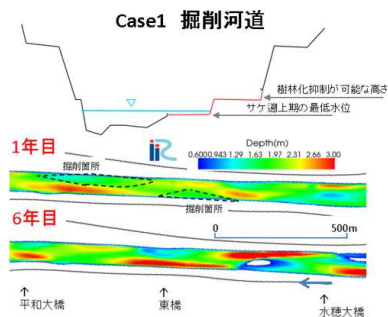 Case1 掘削河道
樹林化抑制が可能な高さ
サケ遡上期の最低水位
1年目
iRIC
Depth(m)
0.6000.943 1.29 1.63 1.97 2.31 2.66 3.00
掘削箇所
掘削箇所
6年目
0 500m
↑ ↑ ↑
平和大橋 東橋 水穂大橋